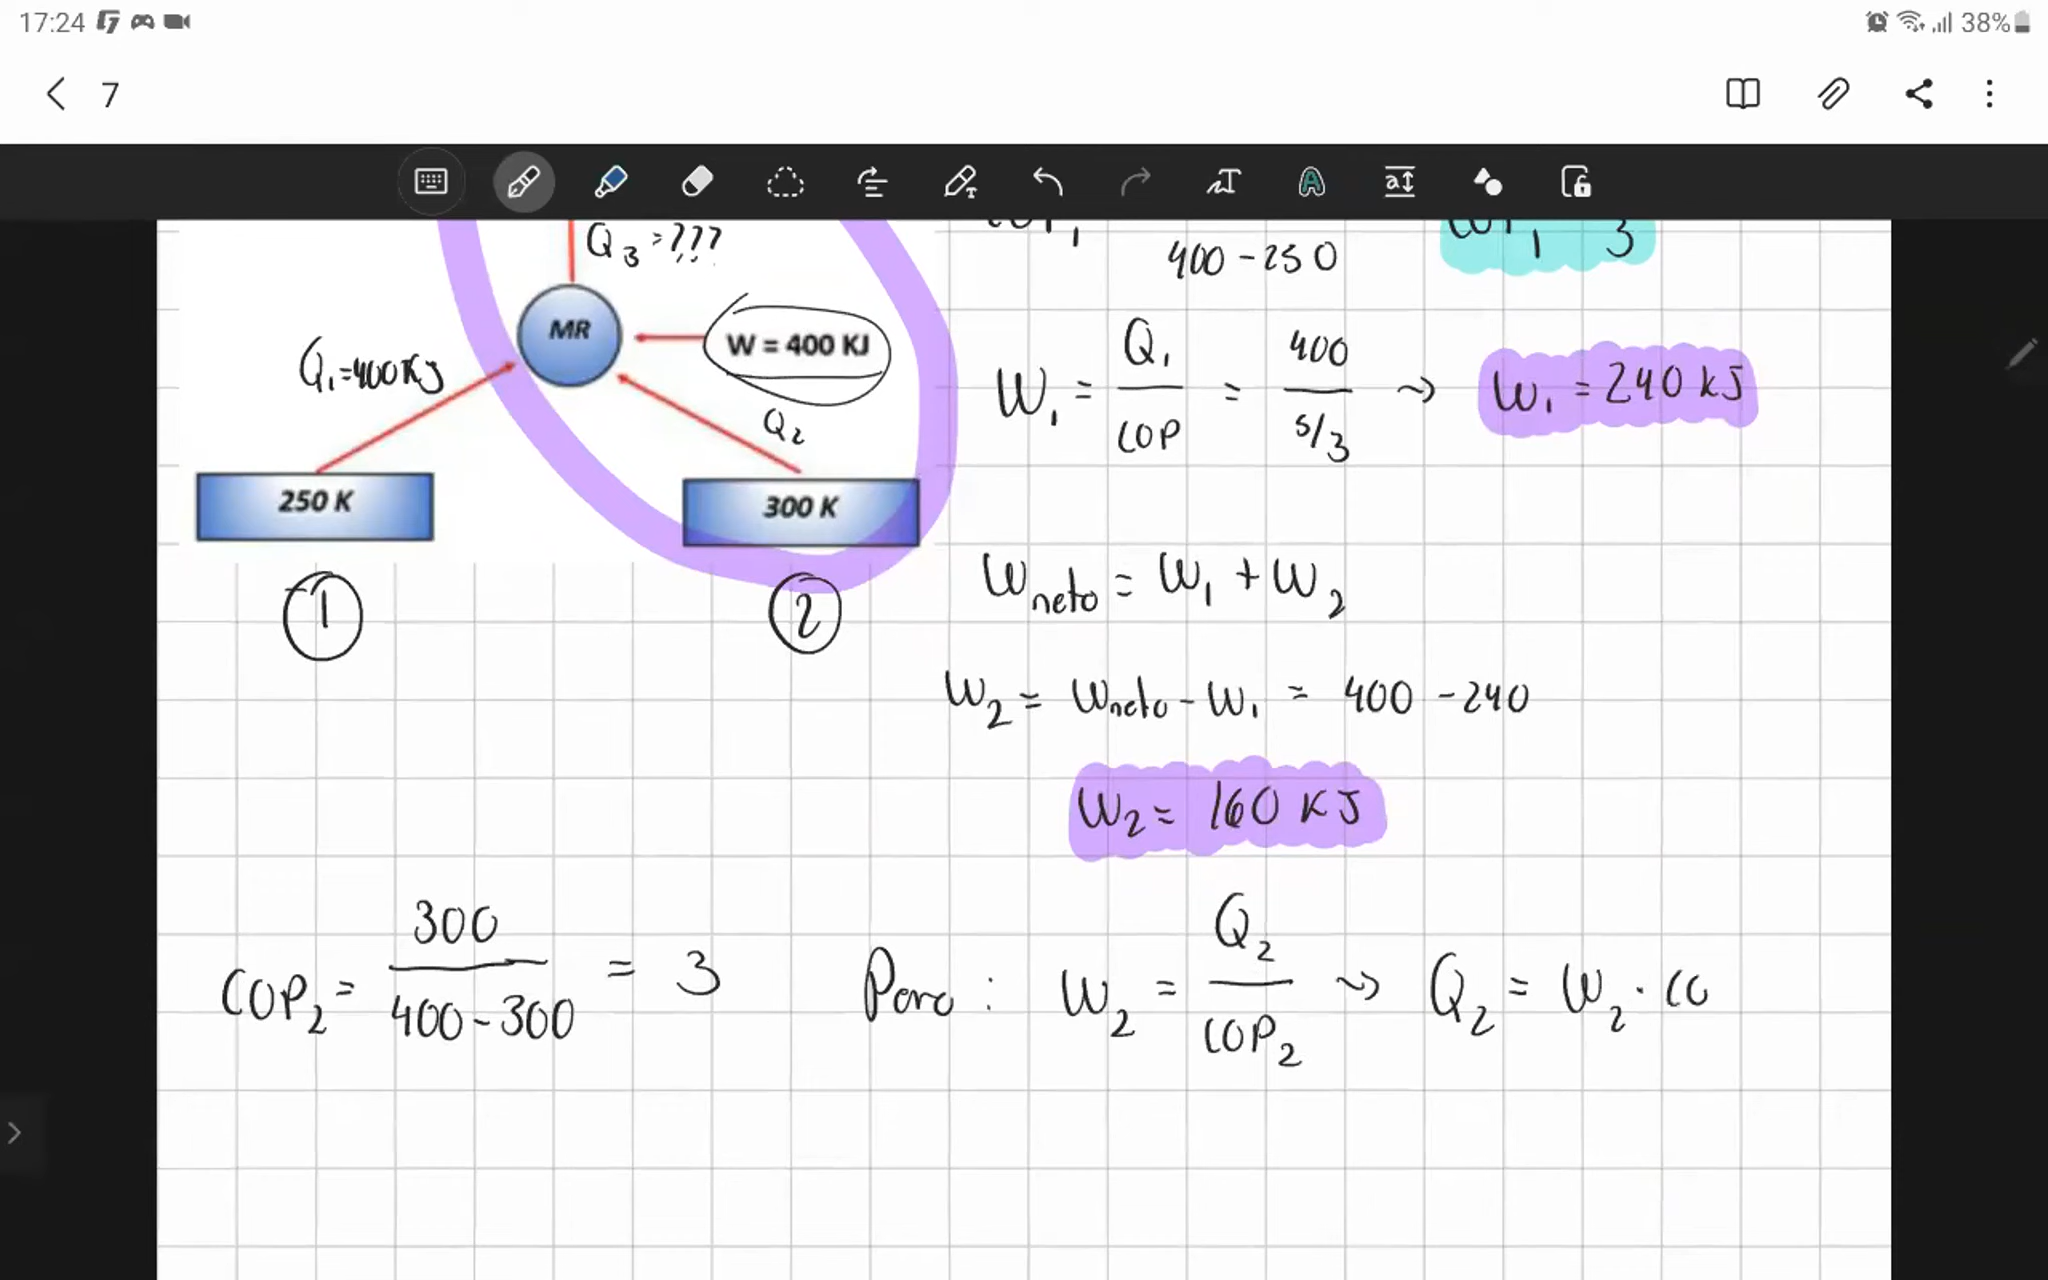 17:24 38%
7
Q3 = ???
MR
W = 400 KJ
Q1=400KJ
Q2
250 K
300 K
1
2
400 - 250
W1 = Q1 / COP = 400 / 5/3 → W1 = 240 KJ
Wneto = W1 + W2
W2 = Wneto - W1 = 400 - 240
W2 = 160 KJ
COP2 = 300 / 400 - 300 = 3
Pero : W2 = Q2 / COP2 → Q2 = W2 · CO